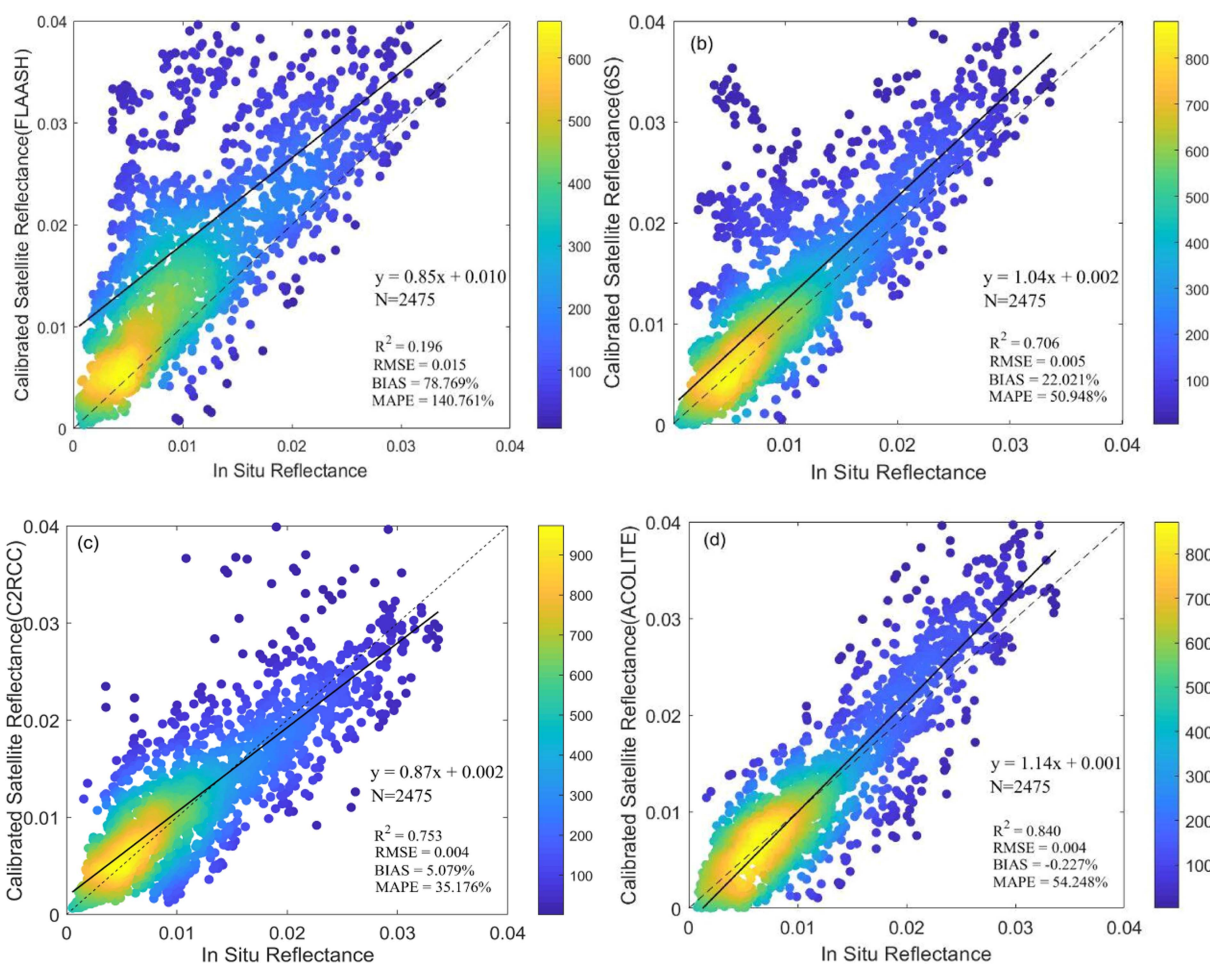 0.04
0.03
0.02
0.01
0
Calibrated Satellite Reflectance(FLAASH)
y = 0.85x + 0.010
N=2475
R² = 0.196
RMSE = 0.015
BIAS = 78.769%
MAPE = 140.761%
0 0.01 0.02 0.03 0.04
In Situ Reflectance
600
500
400
300
200
100
(b)
0.04
0.03
0.02
0.01
0
Calibrated Satellite Reflectance(6S)
y = 1.04x + 0.002
N=2475
R² = 0.706
RMSE = 0.005
BIAS = 22.021%
MAPE = 50.948%
0 0.01 0.02 0.03 0.04
In Situ Reflectance
800
700
600
500
400
300
200
100
(c)
0.04
0.03
0.02
0.01
0
Calibrated Satellite Reflectance(C2RCC)
y = 0.87x + 0.002
N=2475
R² = 0.753
RMSE = 0.004
BIAS = 5.079%
MAPE = 35.176%
0 0.01 0.02 0.03 0.04
In Situ Reflectance
900
800
700
600
500
400
300
200
100
(d)
0.04
0.03
0.02
0.01
0
Calibrated Satellite Reflectance(ACOLITE)
y = 1.14x + 0.001
N=2475
R² = 0.840
RMSE = 0.004
BIAS = -0.227%
MAPE = 54.248%
0 0.01 0.02 0.03 0.04
In Situ Reflectance
800
700
600
500
400
300
200
100